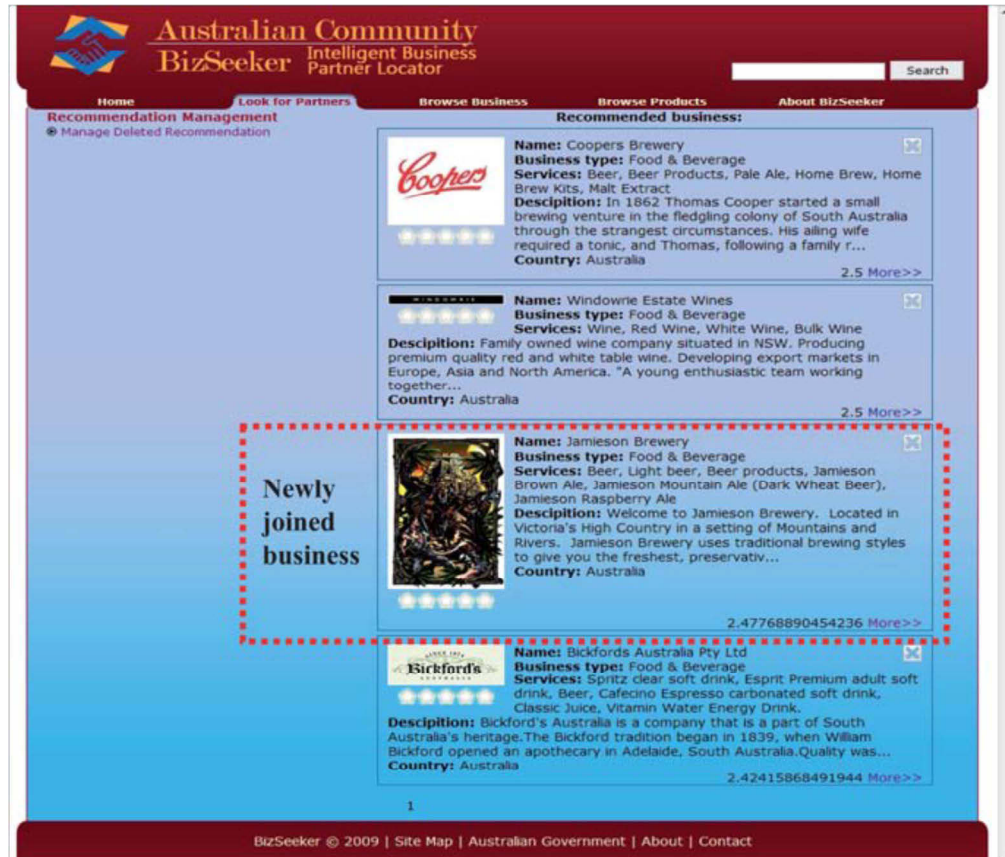 Australian Community
BizSeeker Intelligent Business
Partner Locator
Search
Home Look for Partners Browse Business Browse Products About BizSeeker
Recommendation Management
Manage Deleted Recommendation
Recommended business:
Coopers
Name: Coopers Brewery
Business type: Food & Beverage
Services: Beer, Beer Products, Pale Ale, Home Brew, Home
Brew Kits, Malt Extract
Descipition: In 1862 Thomas Cooper started a small
brewing venture in the fledgling colony of South Australia
through the strangest circumstances. His ailing wife
required a tonic, and Thomas, following a family r...
Country: Australia
2.5 More>>
WINDOWRIE
Name: Windowrie Estate Wines
Business type: Food & Beverage
Services: Wine, Red Wine, White Wine, Bulk Wine
Descipition: Family owned wine company situated in NSW. Producing
premium quality red and white table wine. Developing export markets in
Europe, Asia and North America. "A young enthusiastic team working
together...
Country: Australia
2.5 More>>
Newly
joined
business
Name: Jamieson Brewery
Business type: Food & Beverage
Services: Beer, Light beer, Beer products, Jamieson
Brown Ale, Jamieson Mountain Ale (Dark Wheat Beer),
Jamieson Raspberry Ale
Descipition: Welcome to Jamieson Brewery. Located in
Victoria's High Country in a setting of Mountains and
Rivers. Jamieson Brewery uses traditional brewing styles
to give you the freshest, preservativ...
Country: Australia
2.47768890454236 More>>
Bickford's
Name: Bickfords Australia Pty Ltd
Business type: Food & Beverage
Services: Spritz clear soft drink, Esprit Premium adult soft
drink, Beer, Cafecino Espresso carbonated soft drink,
Classic Juice, Vitamin Water Energy Drink.
Descipition: Bickford's Australia is a company that is a part of South
Australia's heritage.The Bickford tradition began in 1839, when William
Bickford opened an apothecary in Adelaide, South Australia.Quality was...
Country: Australia
2.42415868491944 More>>
1
BizSeeker © 2009 | Site Map | Australian Government | About | Contact